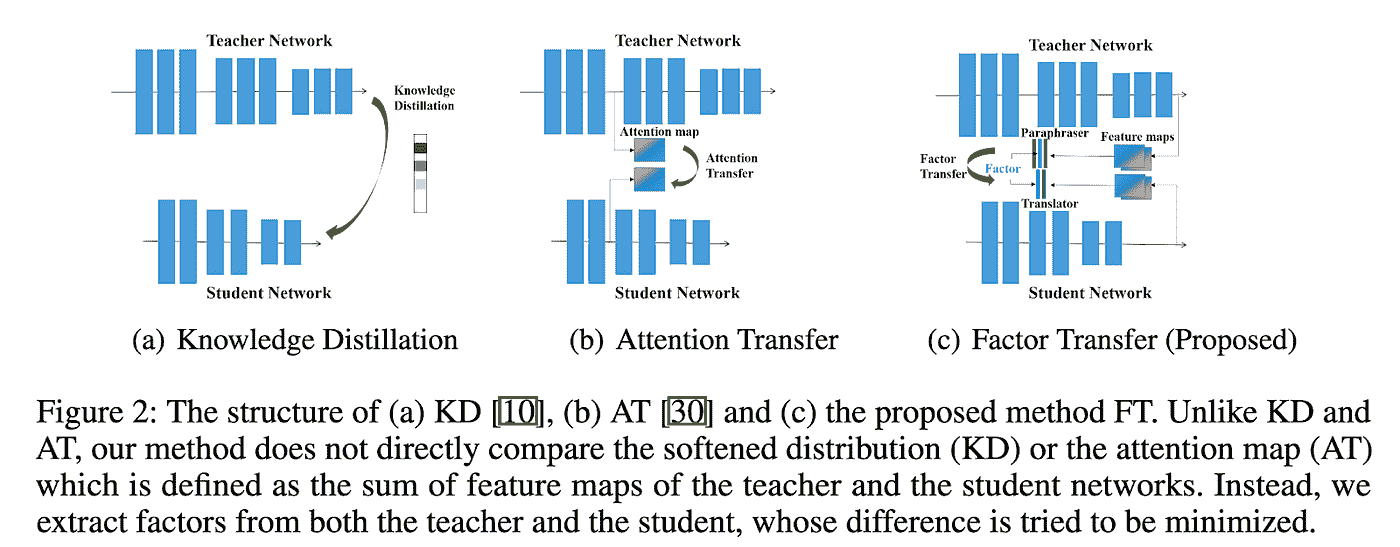 Teacher Network
Knowledge
Distillation
Student Network
(a) Knowledge Distillation
Teacher Network
Attention map
Attention
Transfer
Student Network
(b) Attention Transfer
Teacher Network
Paraphraser
Feature maps
Factor
Transfer
Factor
Translator
Student Network
(c) Factor Transfer (Proposed)
Figure 2: The structure of (a) KD [10], (b) AT [30] and (c) the proposed method FT. Unlike KD and
AT, our method does not directly compare the softened distribution (KD) or the attention map (AT)
which is defined as the sum of feature maps of the teacher and the student networks. Instead, we
extract factors from both the teacher and the student, whose difference is tried to be minimized.